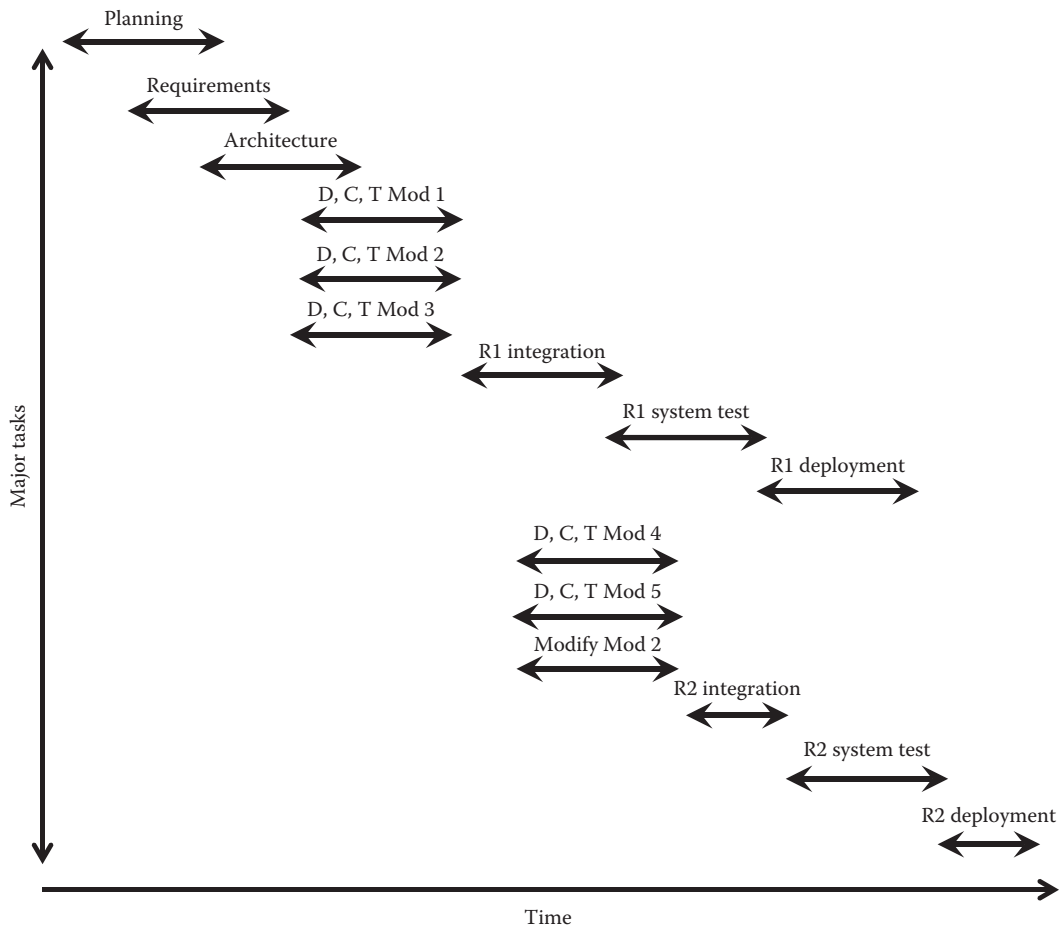 Planning
Requirements
Architecture
D, C, T Mod 1
D, C, T Mod 2
D, C, T Mod 3
R1 integration
R1 system test
R1 deployment
D, C, T Mod 4
D, C, T Mod 5
Modify Mod 2
R2 integration
R2 system test
R2 deployment
Major tasks
Time